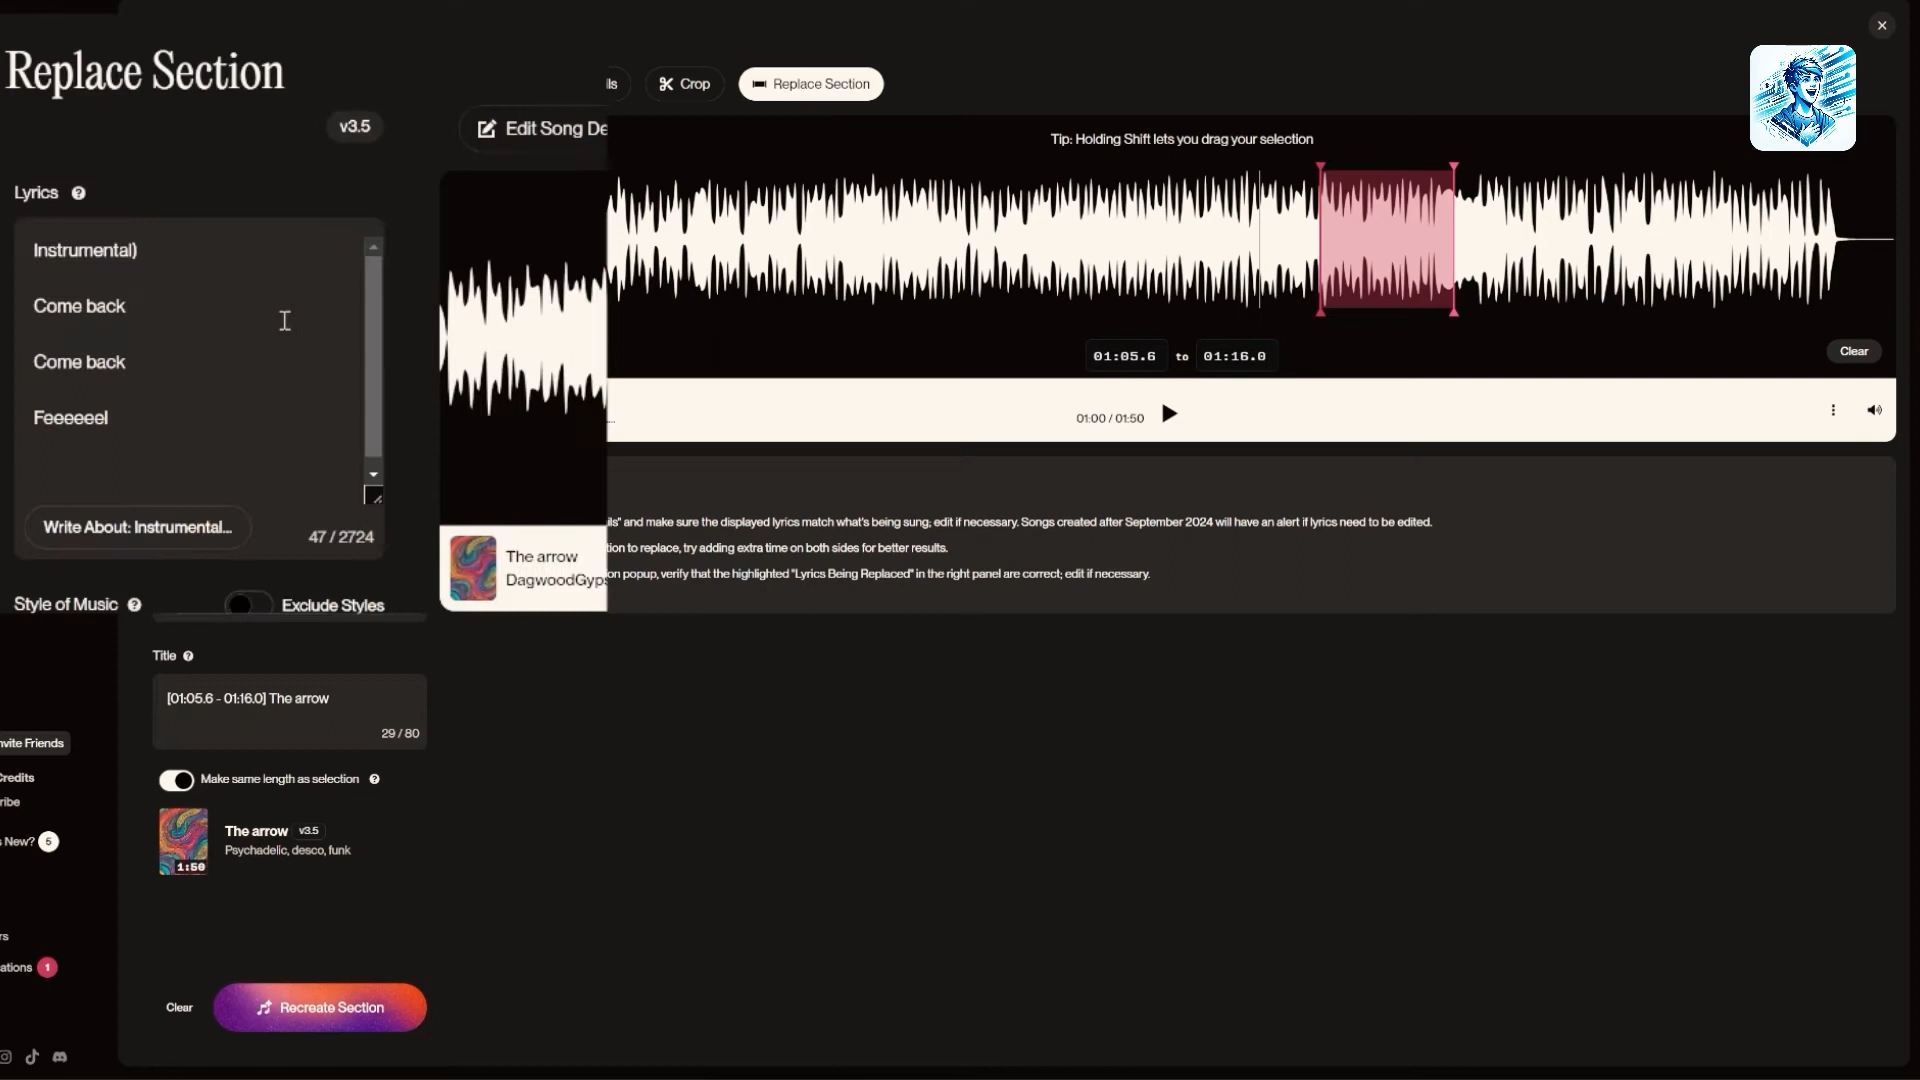 Replace Section
v3.5
Lyrics
Instrumental)
Come back
Come back
Feeeeeel
Write About: Instrumental...
47 / 2724
Style of Music
Exclude Styles
ls
Crop
Replace Section
Edit Song De
Tip: Holding Shift lets you drag your selection
01:05.6 to 01:16.0
Clear
...
01:00 / 01:50
The arrow
DagwoodGyps
ils" and make sure the displayed lyrics match what's being sung; edit if necessary. Songs created after September 2024 will have an alert if lyrics need to be edited.
tion to replace, try adding extra time on both sides for better results.
on popup, verify that the highlighted "Lyrics Being Replaced" in the right panel are correct; edit if necessary.
Title
[01:05.6 - 01:16.0] The arrow
29 / 80
Make same length as selection
The arrow v3.5
Psychadelic, desco, funk
1:50
Clear
Recreate Section
nvite Friends
Credits
ribe
s New? 5
rs
ations 1